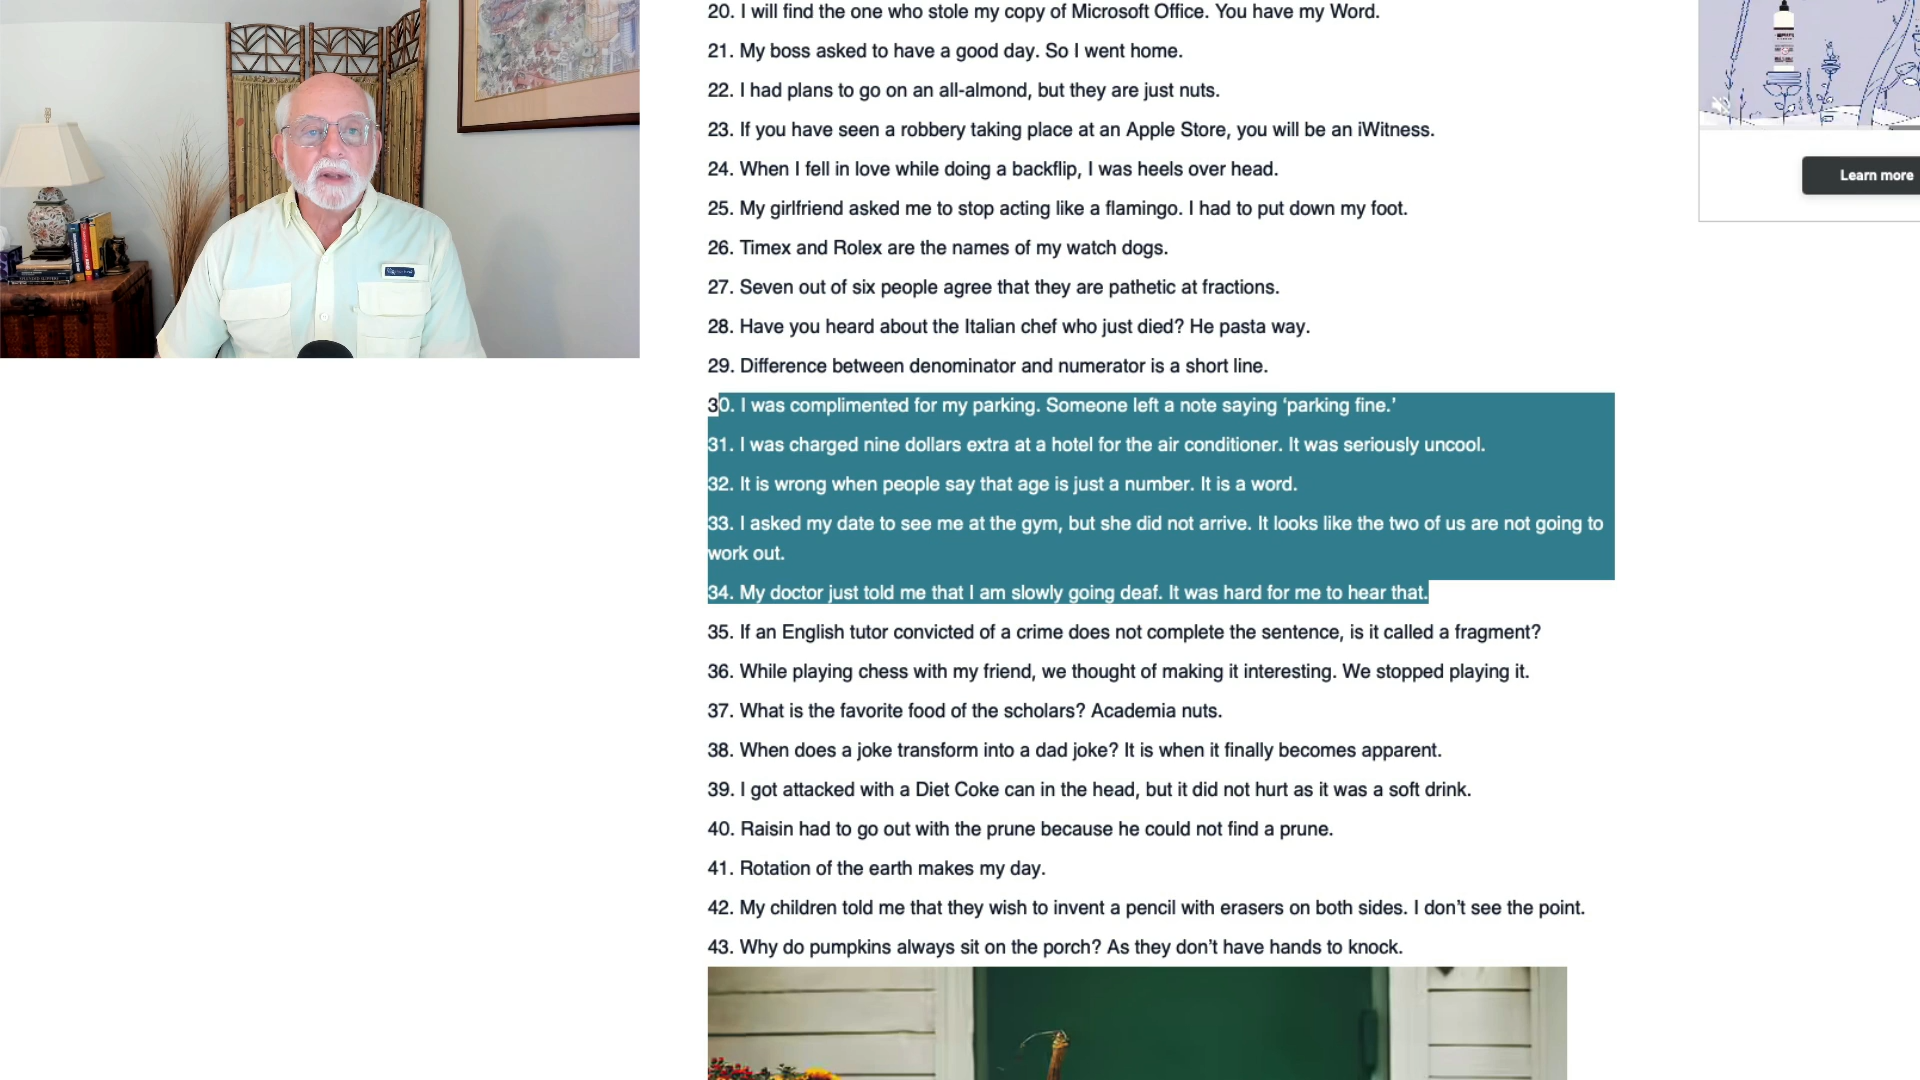 20. I will find the one who stole my copy of Microsoft Office. You have my Word.
21. My boss asked to have a good day. So I went home.
22. I had plans to go on an all-almond, but they are just nuts.
23. If you have seen a robbery taking place at an Apple Store, you will be an iWitness.
24. When I fell in love while doing a backflip, I was heels over head.
25. My girlfriend asked me to stop acting like a flamingo. I had to put down my foot.
26. Timex and Rolex are the names of my watch dogs.
27. Seven out of six people agree that they are pathetic at fractions.
28. Have you heard about the Italian chef who just died? He pasta way.
29. Difference between denominator and numerator is a short line.
30. I was complimented for my parking. Someone left a note saying ‘parking fine.’
31. I was charged nine dollars extra at a hotel for the air conditioner. It was seriously uncool.
32. It is wrong when people say that age is just a number. It is a word.
33. I asked my date to see me at the gym, but she did not arrive. It looks like the two of us are not going to
work out.
34. My doctor just told me that I am slowly going deaf. It was hard for me to hear that.
35. If an English tutor convicted of a crime does not complete the sentence, is it called a fragment?
36. While playing chess with my friend, we thought of making it interesting. We stopped playing it.
37. What is the favorite food of the scholars? Academia nuts.
38. When does a joke transform into a dad joke? It is when it finally becomes apparent.
39. I got attacked with a Diet Coke can in the head, but it did not hurt as it was a soft drink.
40. Raisin had to go out with the prune because he could not find a prune.
41. Rotation of the earth makes my day.
42. My children told me that they wish to invent a pencil with erasers on both sides. I don’t see the point.
43. Why do pumpkins always sit on the porch? As they don’t have hands to knock.
Learn more